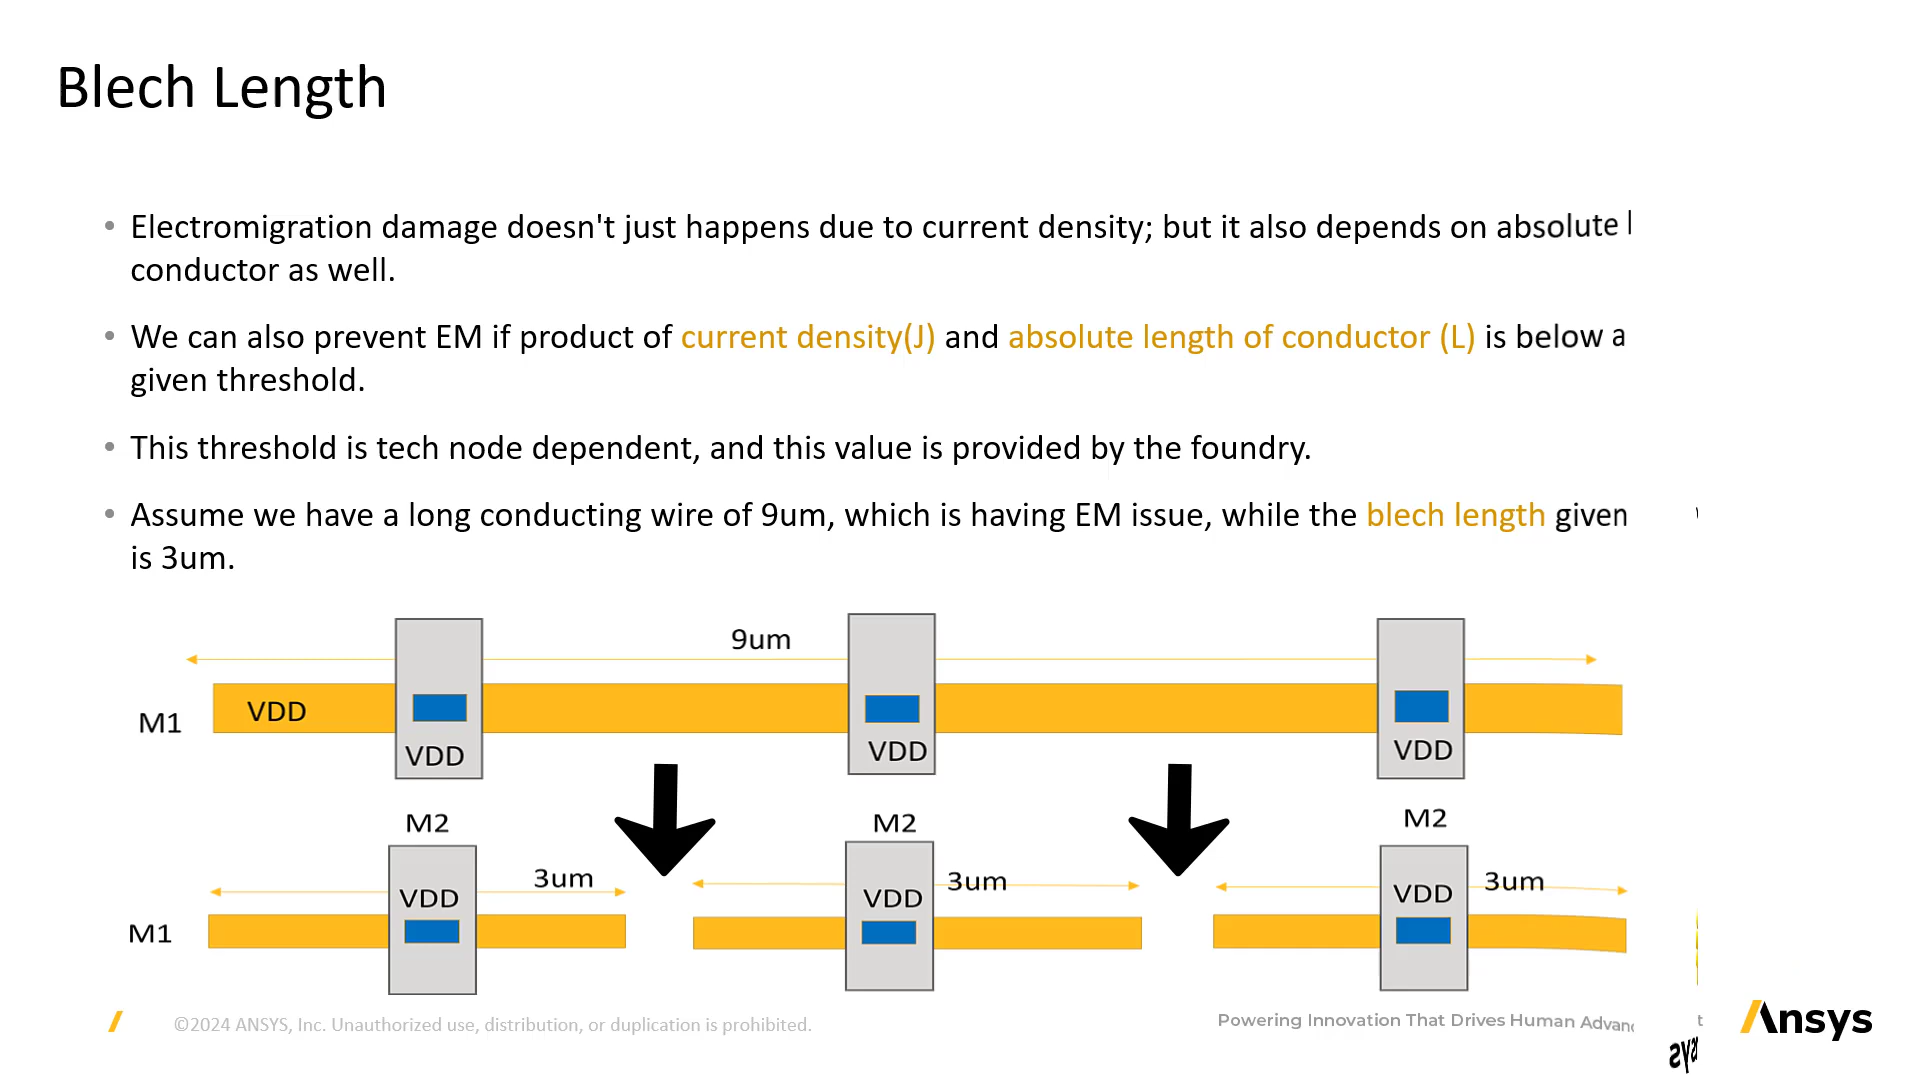 Blech Length
• Electromigration damage doesn't just happens due to current density; but it also depends on absolute
conductor as well.
• We can also prevent EM if product of current density(J) and absolute length of conductor (L) is below a
given threshold.
• This threshold is tech node dependent, and this value is provided by the foundry.
• Assume we have a long conducting wire of 9um, which is having EM issue, while the blech length given
is 3um.
9um
M1
VDD
VDD
VDD
VDD
M2
M2
M2
3um
3um
3um
VDD
VDD
VDD
M1
©2024 ANSYS, Inc. Unauthorized use, distribution, or duplication is prohibited.
Powering Innovation That Drives Human
Ansys